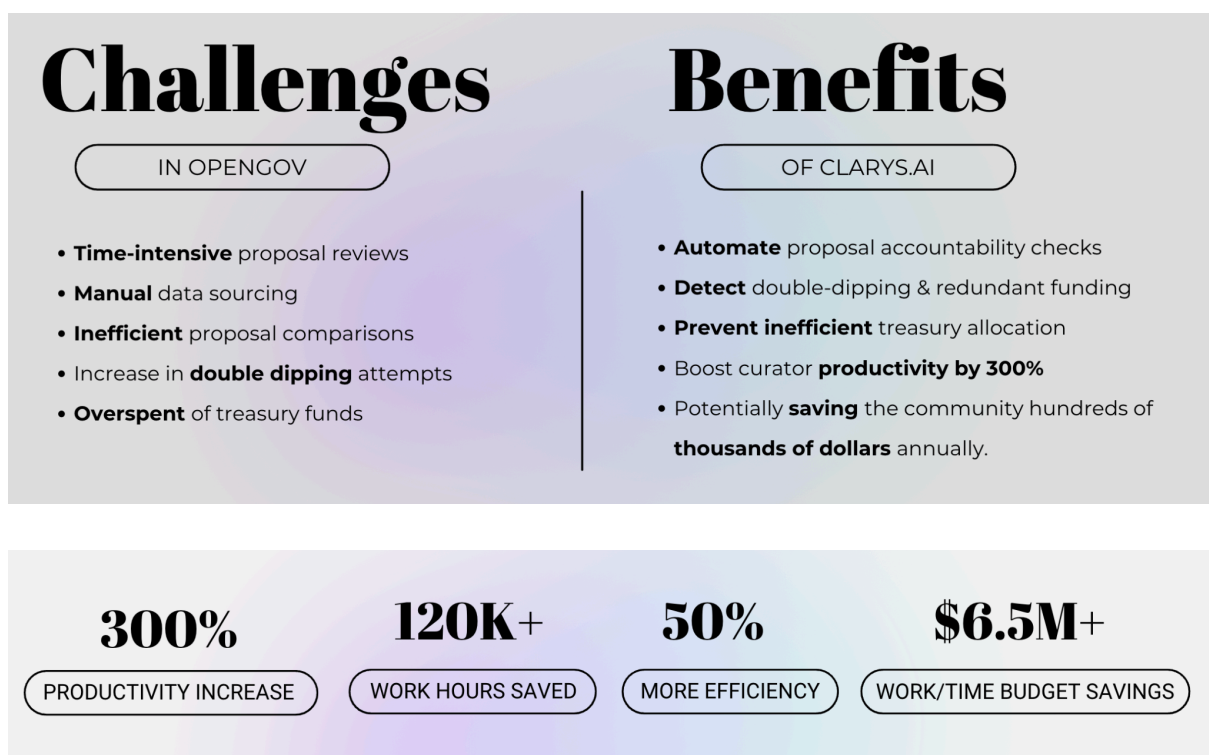 Challenges
IN OPENGOV
• Time-intensive proposal reviews
• Manual data sourcing
• Inefficient proposal comparisons
• Increase in double dipping attempts
• Overspent of treasury funds
Benefits
OF CLARYS.AI
• Automate proposal accountability checks
• Detect double-dipping & redundant funding
• Prevent inefficient treasury allocation
• Boost curator productivity by 300%
• Potentially saving the community hundreds of
thousands of dollars annually.
300%
PRODUCTIVITY INCREASE
120K+
WORK HOURS SAVED
50%
MORE EFFICIENCY
$6.5M+
WORK/TIME BUDGET SAVINGS